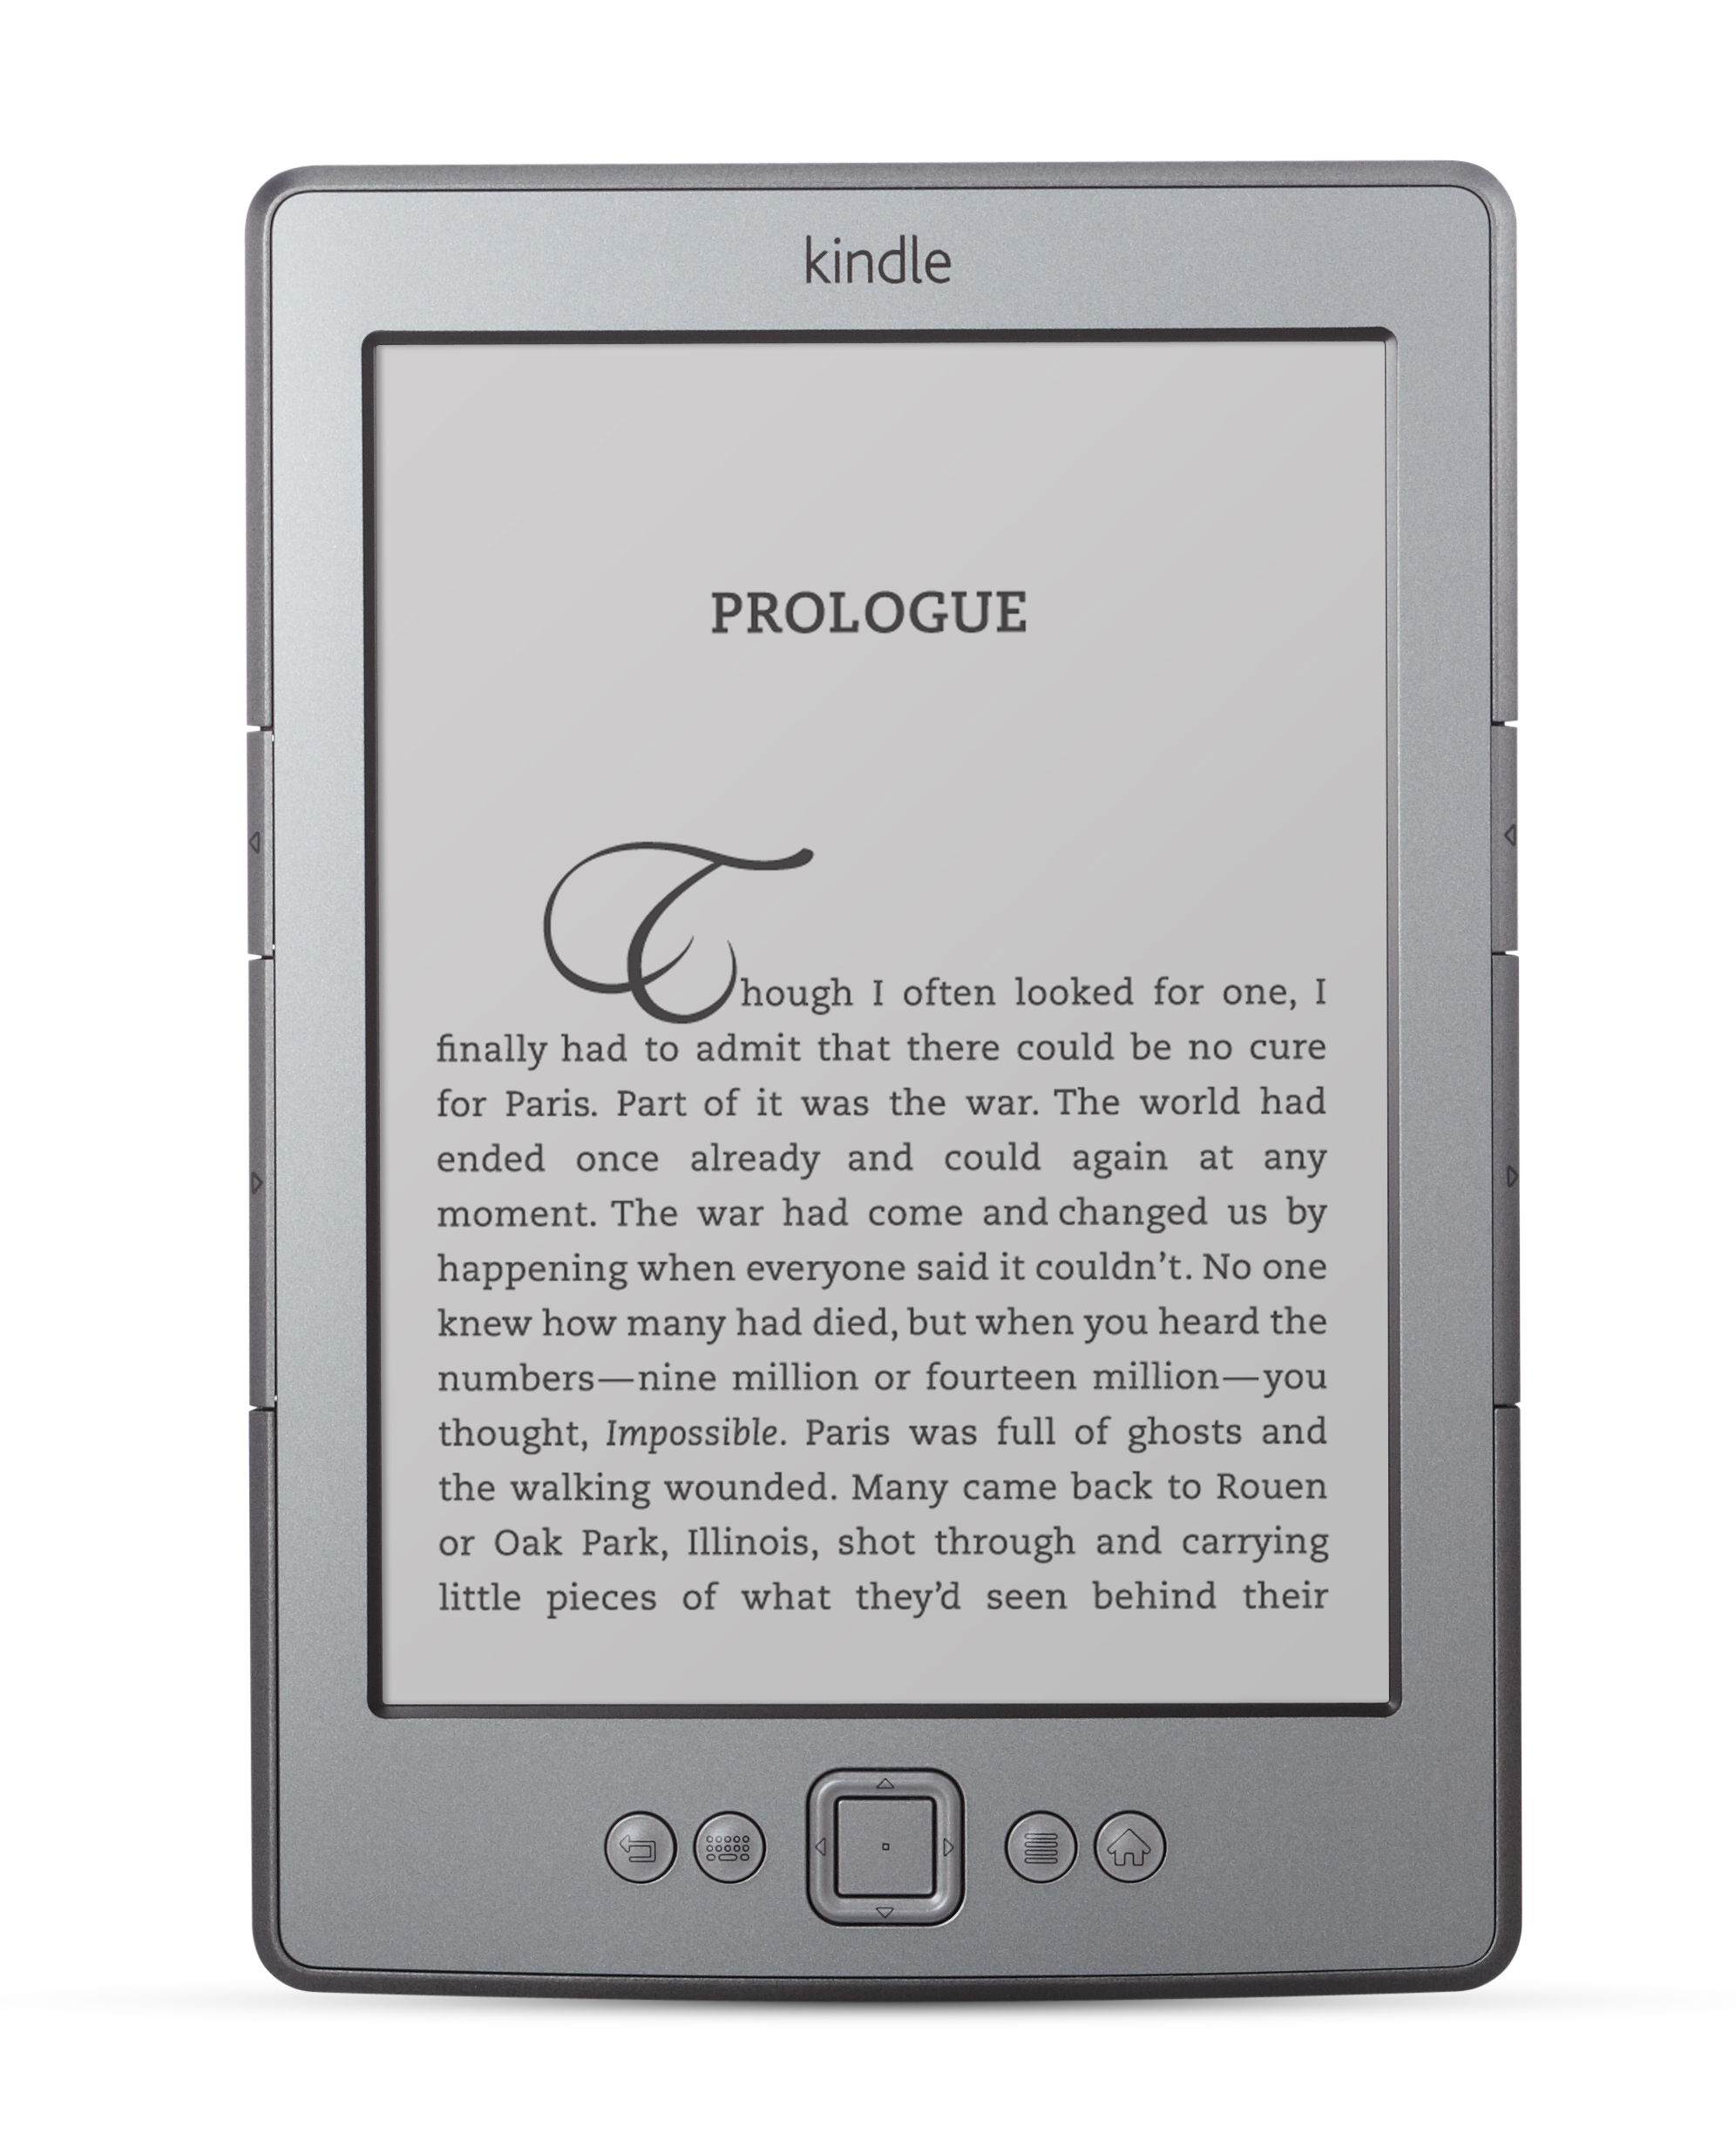 kindle
PROLOGUE
Though I often looked for one, I
finally had to admit that there could be no cure
for Paris. Part of it was the war. The world had
ended once already and could again at any
moment. The war had come and changed us by
happening when everyone said it couldn’t. No one
knew how many had died, but when you heard the
numbers—nine million or fourteen million—you
thought, Impossible. Paris was full of ghosts and
the walking wounded. Many came back to Rouen
or Oak Park, Illinois, shot through and carrying
little pieces of what they’d seen behind their